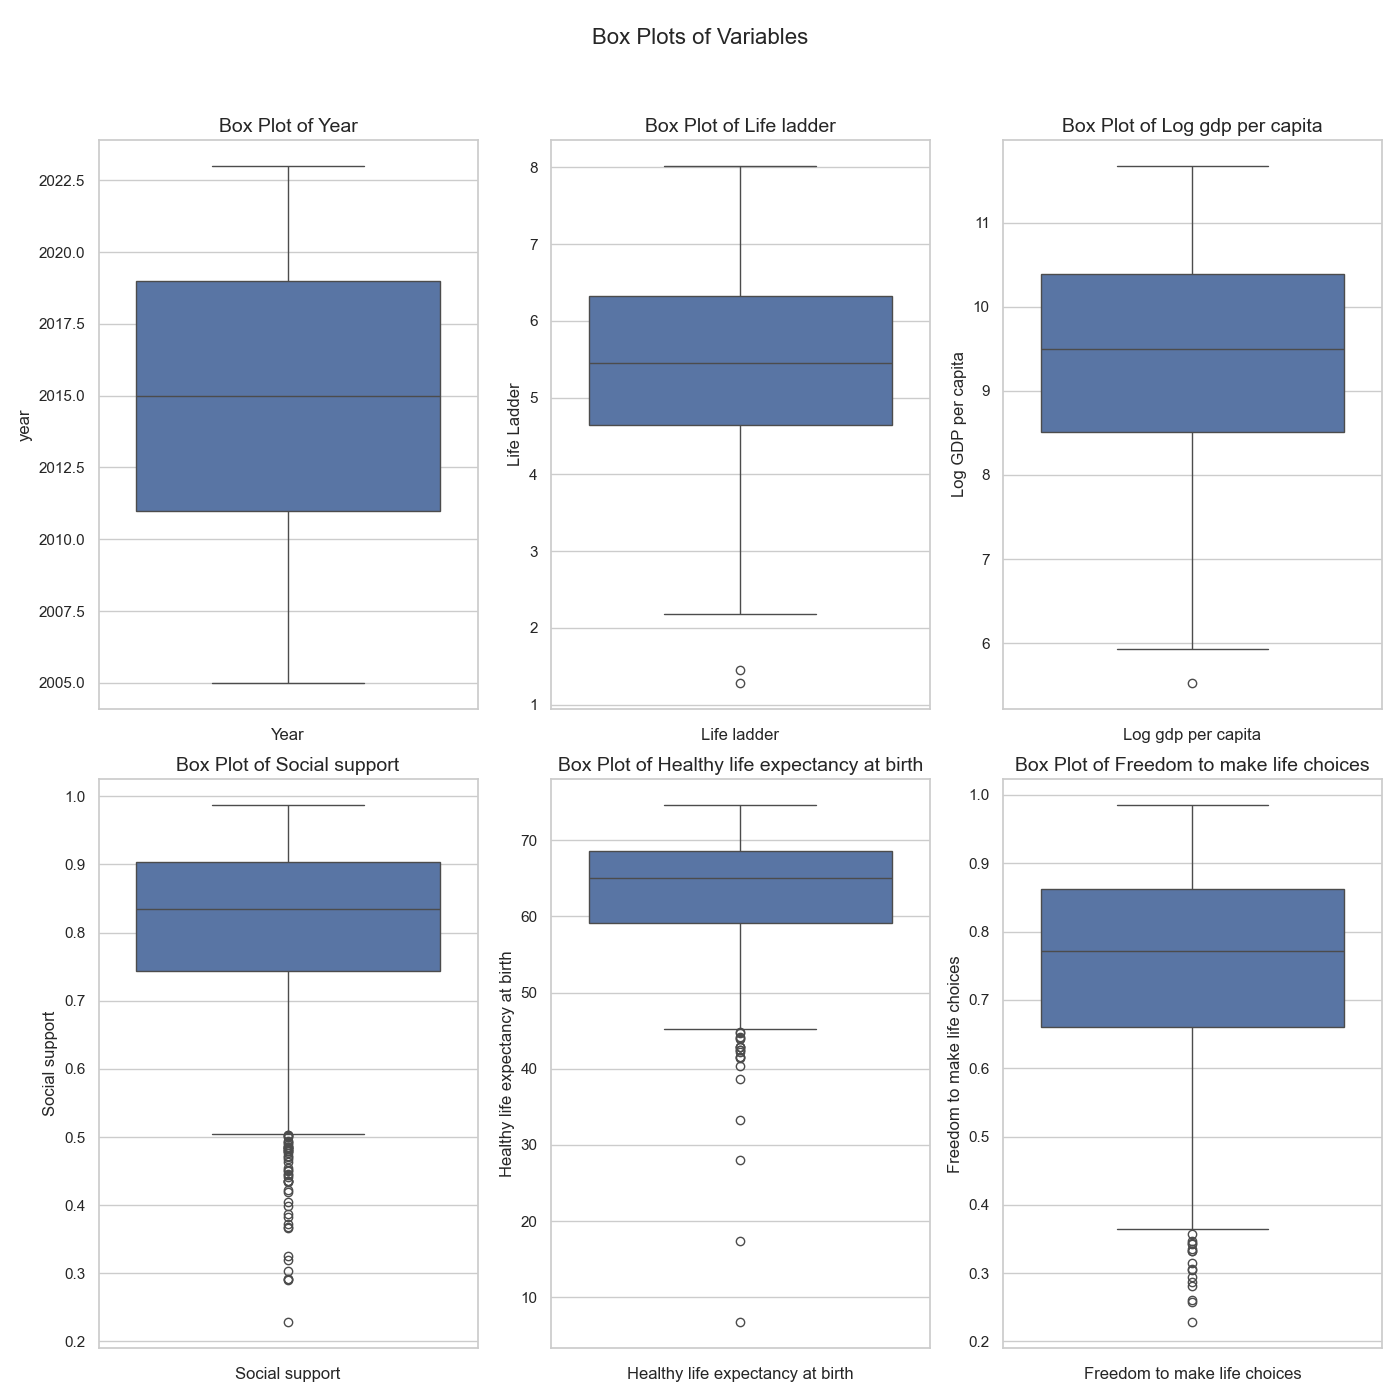 Box Plots of Variables
Box Plot of Year
2022.5
2020.0
2017.5
2015.0
2012.5
2010.0
2007.5
2005.0
year
Year
Box Plot of Life ladder
8
7
6
5
4
3
2
1
Life Ladder
Life ladder
Box Plot of Log gdp per capita
11
10
9
8
7
6
Log GDP per capita
Log gdp per capita
Box Plot of Social support
1.0
0.9
0.8
0.7
0.6
0.5
0.4
0.3
0.2
Social support
Social support
Box Plot of Healthy life expectancy at birth
70
60
50
40
30
20
10
Healthy life expectancy at birth
Healthy life expectancy at birth
Box Plot of Freedom to make life choices
1.0
0.9
0.8
0.7
0.6
0.5
0.4
0.3
0.2
Freedom to make life choices
Freedom to make life choices